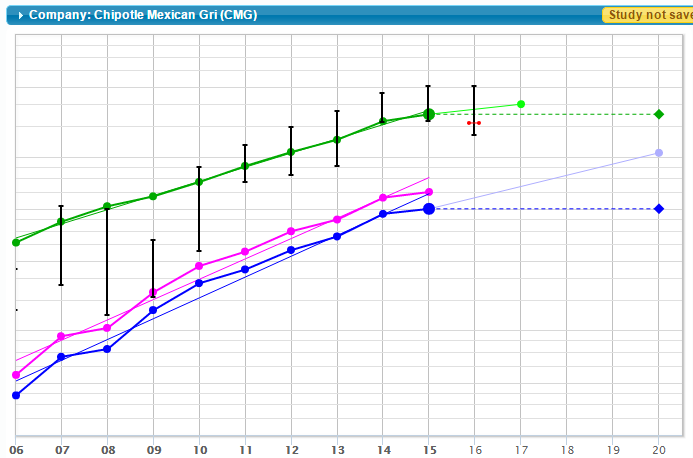 Company: Chipotle Mexican Gri (CMG)
Study not save
06 07 08 09 10 11 12 13 14 15 16 17 18 19 20